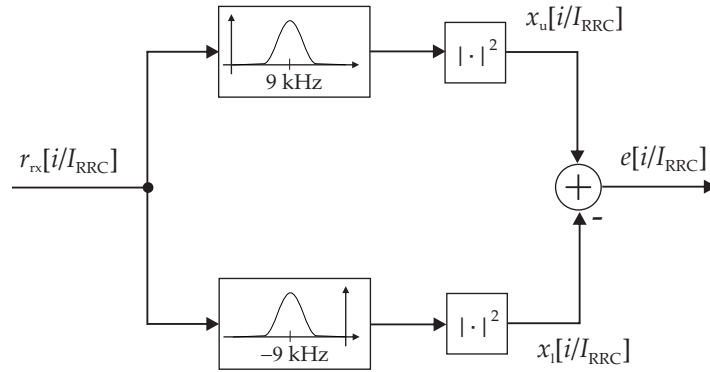 x_u[i/I_RRC]
|·|²
9 kHz
r_rx[i/I_RRC]
e[i/I_RRC]
+
-
|·|²
–9 kHz
x_l[i/I_RRC]